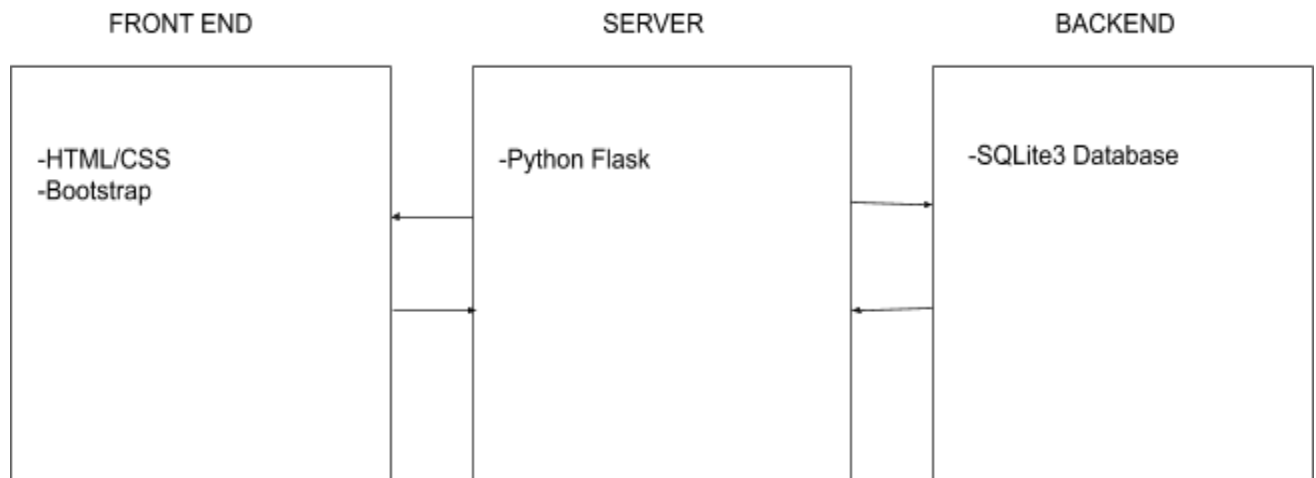 FRONT END
SERVER
BACKEND
-HTML/CSS
-Bootstrap
-Python Flask
-SQLite3 Database